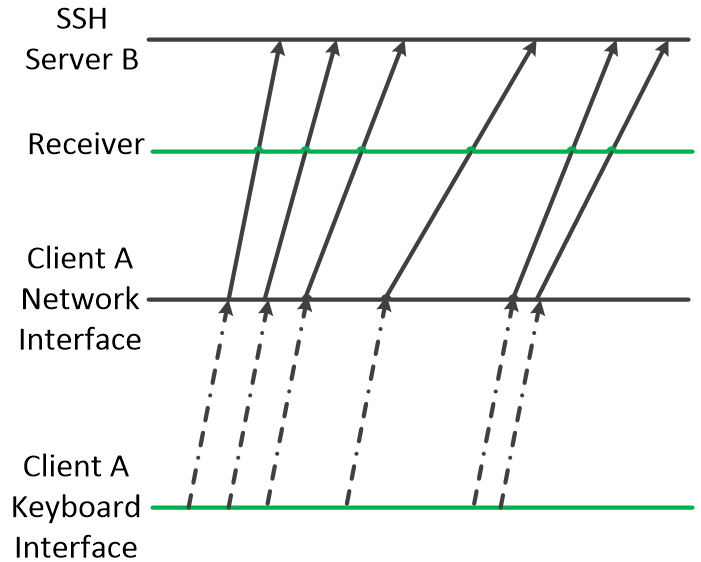 SSH
Server B
Receiver
Client A
Network
Interface
Client A
Keyboard
Interface